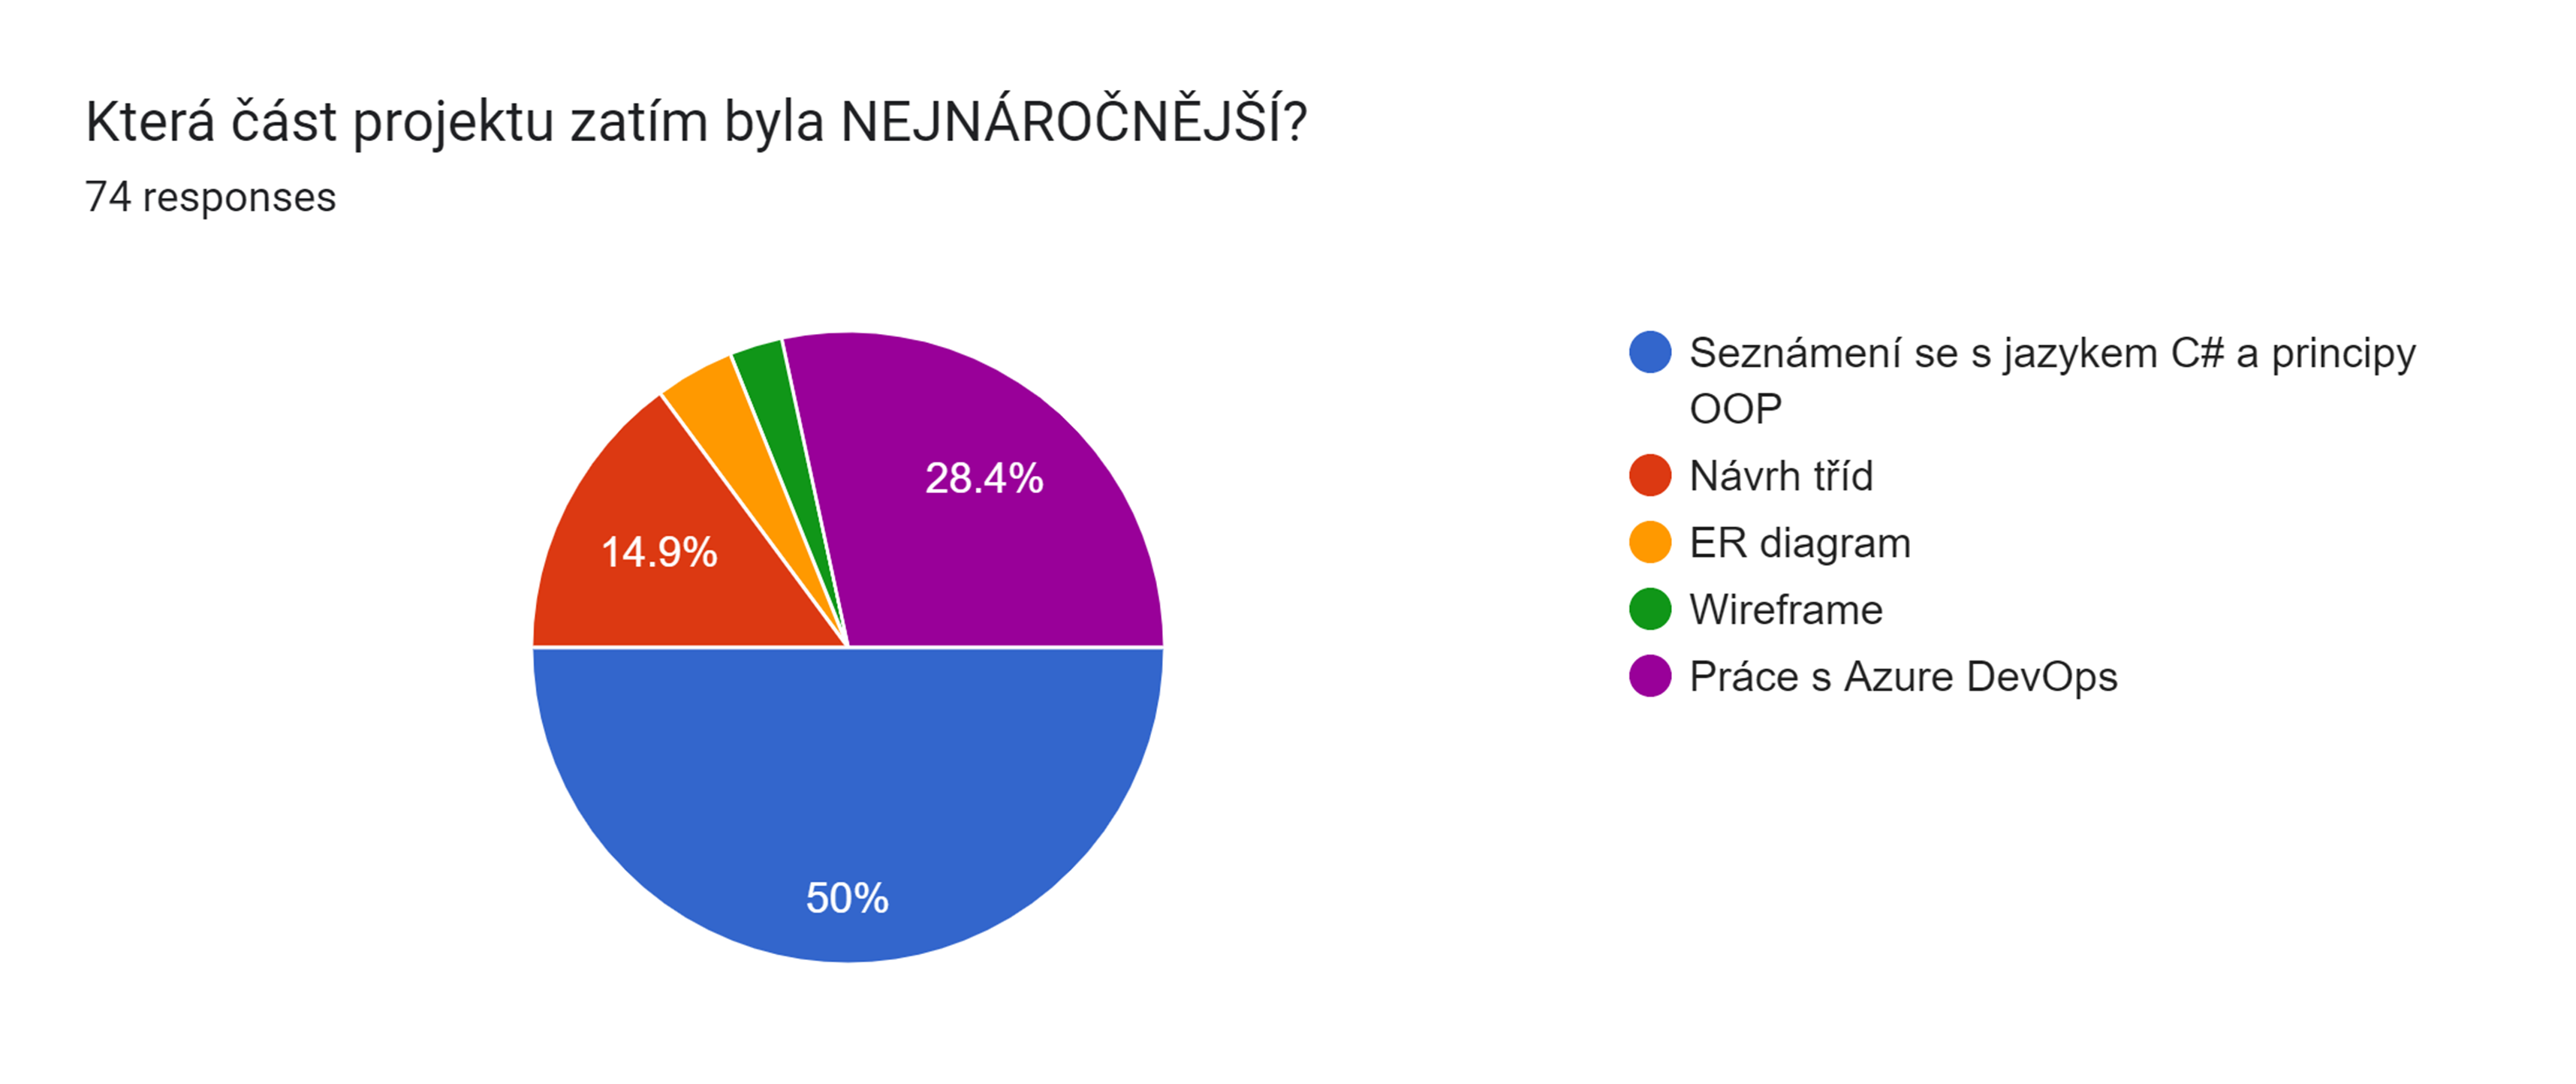 Která část projektu zatím byla NEJNÁROČNĚJŠÍ?
74 responses
28.4%
14.9%
50%
Seznámení se s jazykem C# a principy
OOP
Návrh tříd
ER diagram
Wireframe
Práce s Azure DevOps